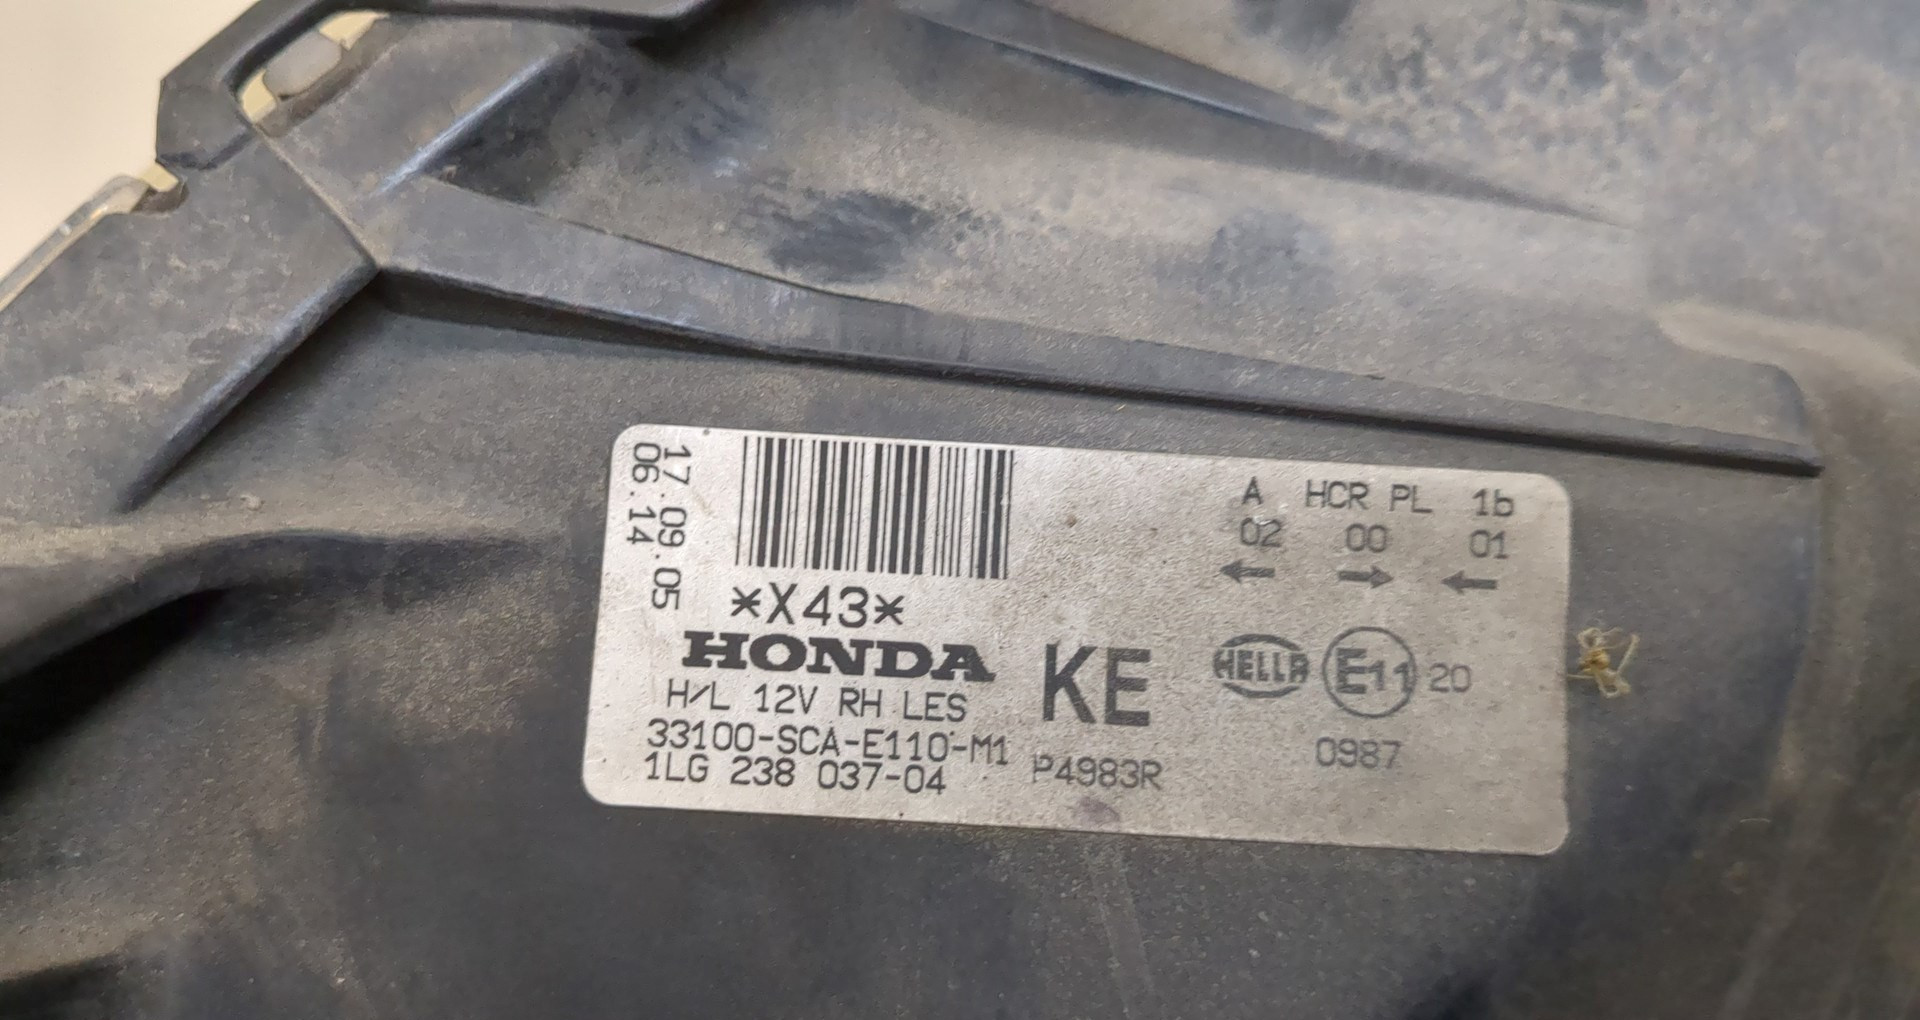 17.09.05
06.14
*X43*
HONDA
H/L 12V RH LES
33100-SCA-E110-M1
1LG 238 037-04
KE
P4983R
A HCR PL 1b
02 00 01
← → ←
HELLA E11 20
0987